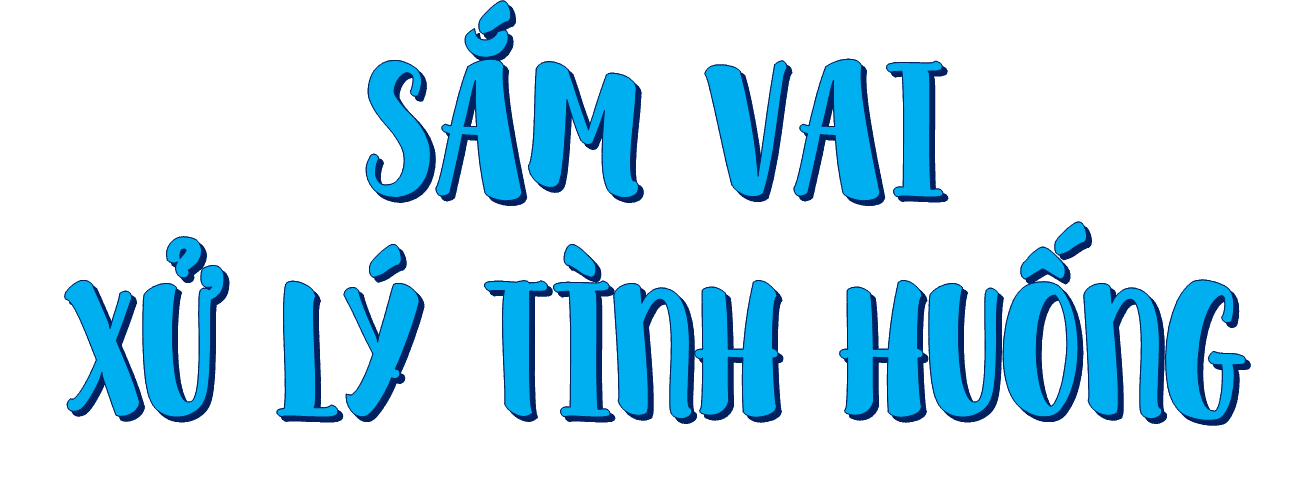 SẮM VAI
XỬ LÝ TÌNH HUỐNG